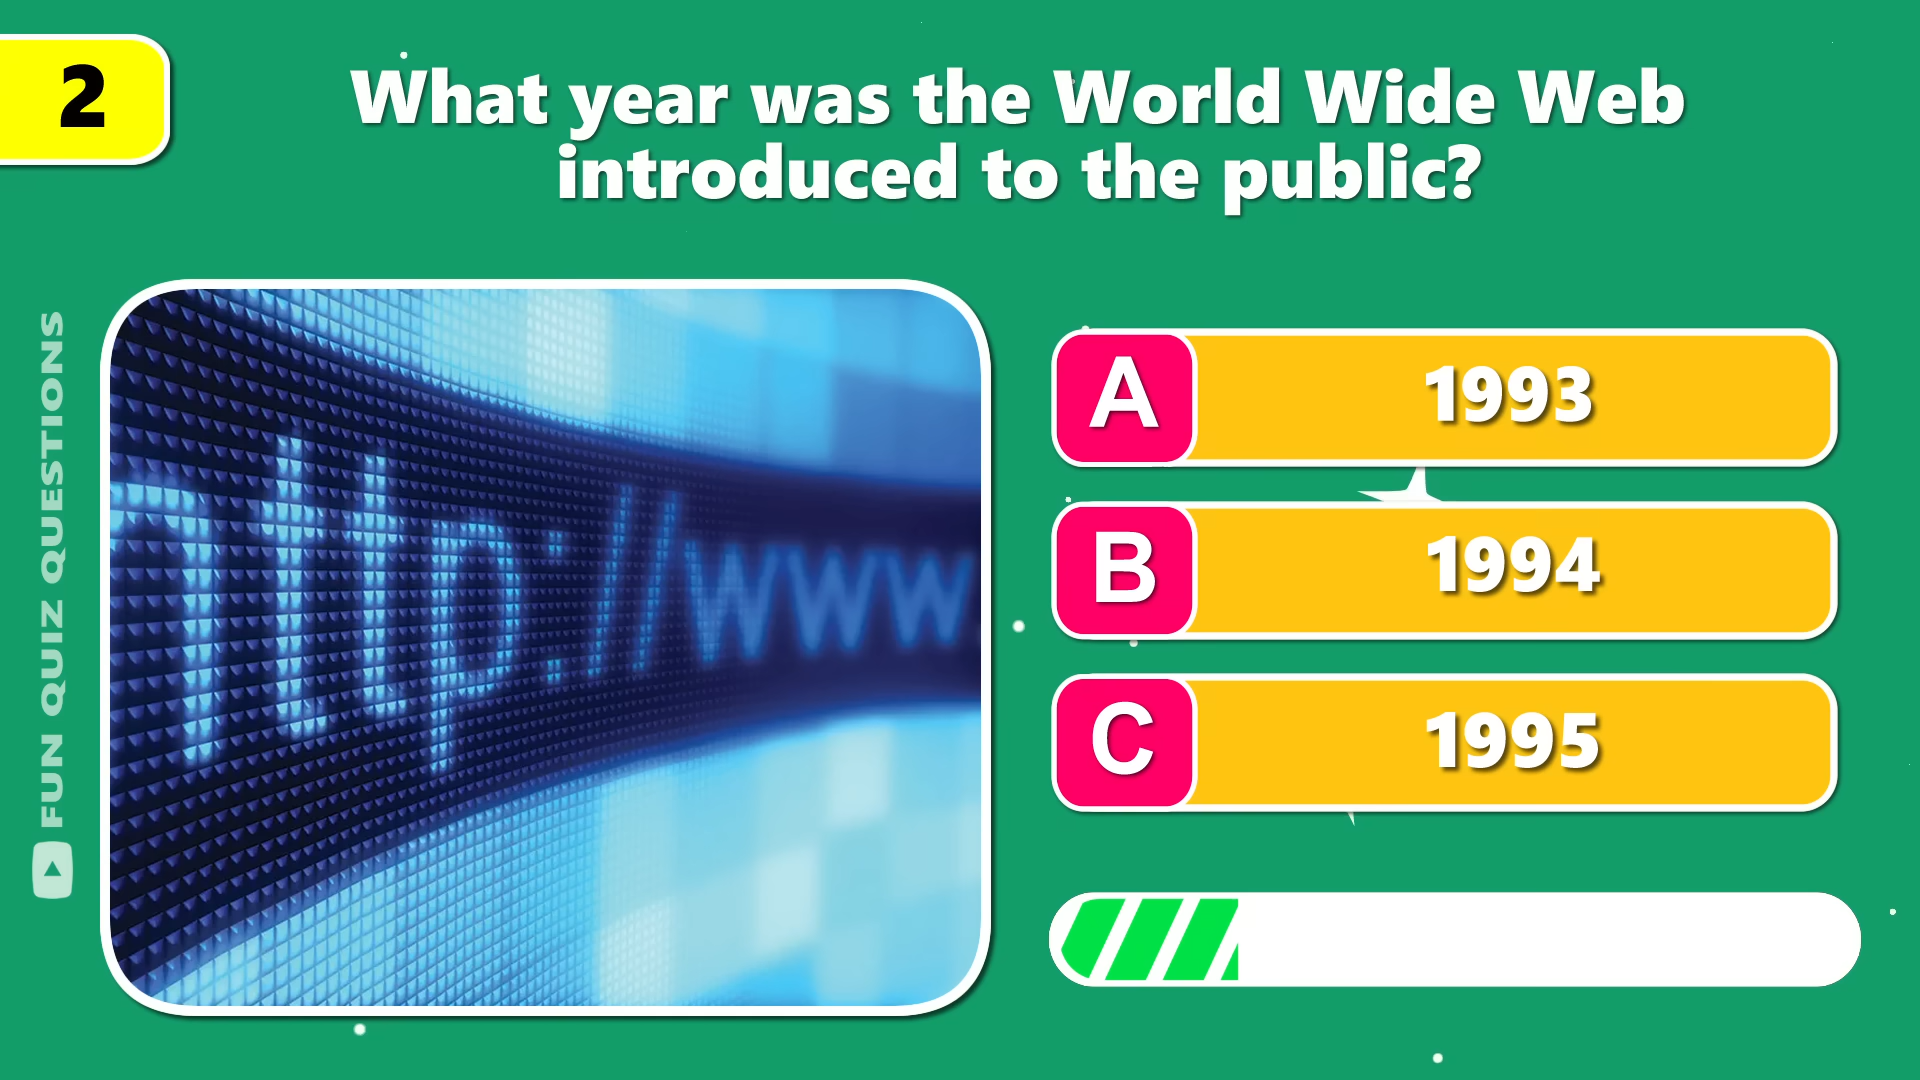 2
What year was the World Wide Web
introduced to the public?
FUN QUIZ QUESTIONS
http://www.
A 1993
B 1994
C 1995